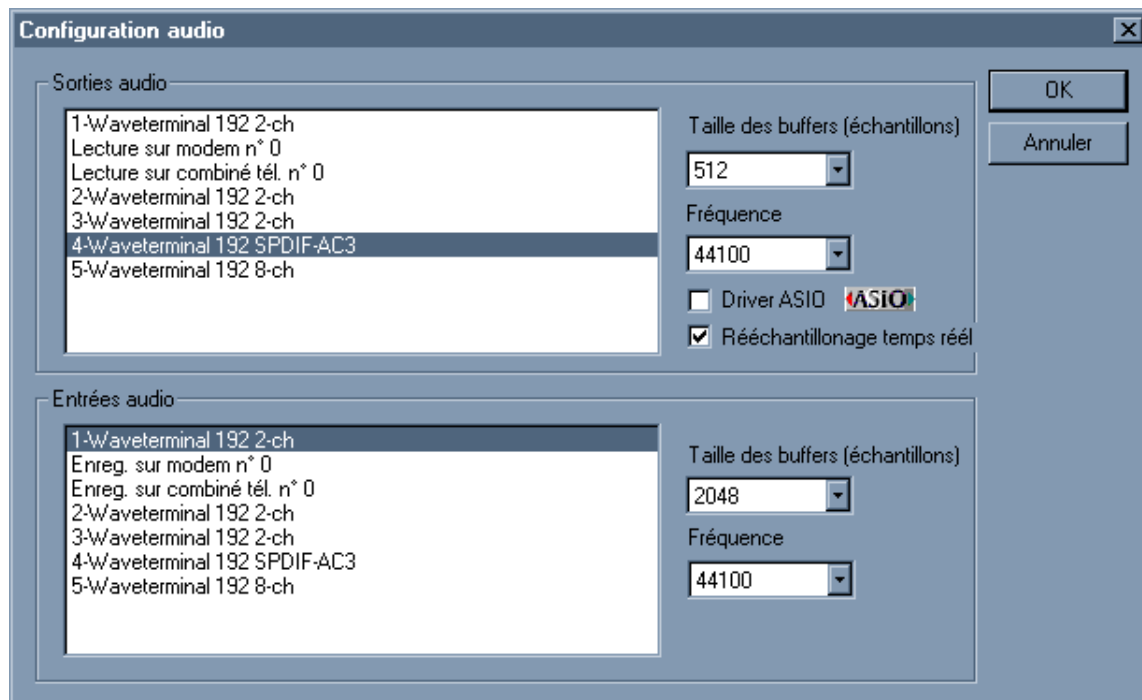 Configuration audio
Sorties audio
1-Waveterminal 192 2-ch
Lecture sur modem n° 0
Lecture sur combiné tél. n° 0
2-Waveterminal 192 2-ch
3-Waveterminal 192 2-ch
4-Waveterminal 192 SPDIF-AC3
5-Waveterminal 192 8-ch
Taille des buffers (échantillons)
512
Fréquence
44100
Driver ASIO ASiO
Rééchantillonage temps réél
OK
Annuler
Entrées audio
1-Waveterminal 192 2-ch
Enreg. sur modem n° 0
Enreg. sur combiné tél. n° 0
2-Waveterminal 192 2-ch
3-Waveterminal 192 2-ch
4-Waveterminal 192 SPDIF-AC3
5-Waveterminal 192 8-ch
Taille des buffers (échantillons)
2048
Fréquence
44100